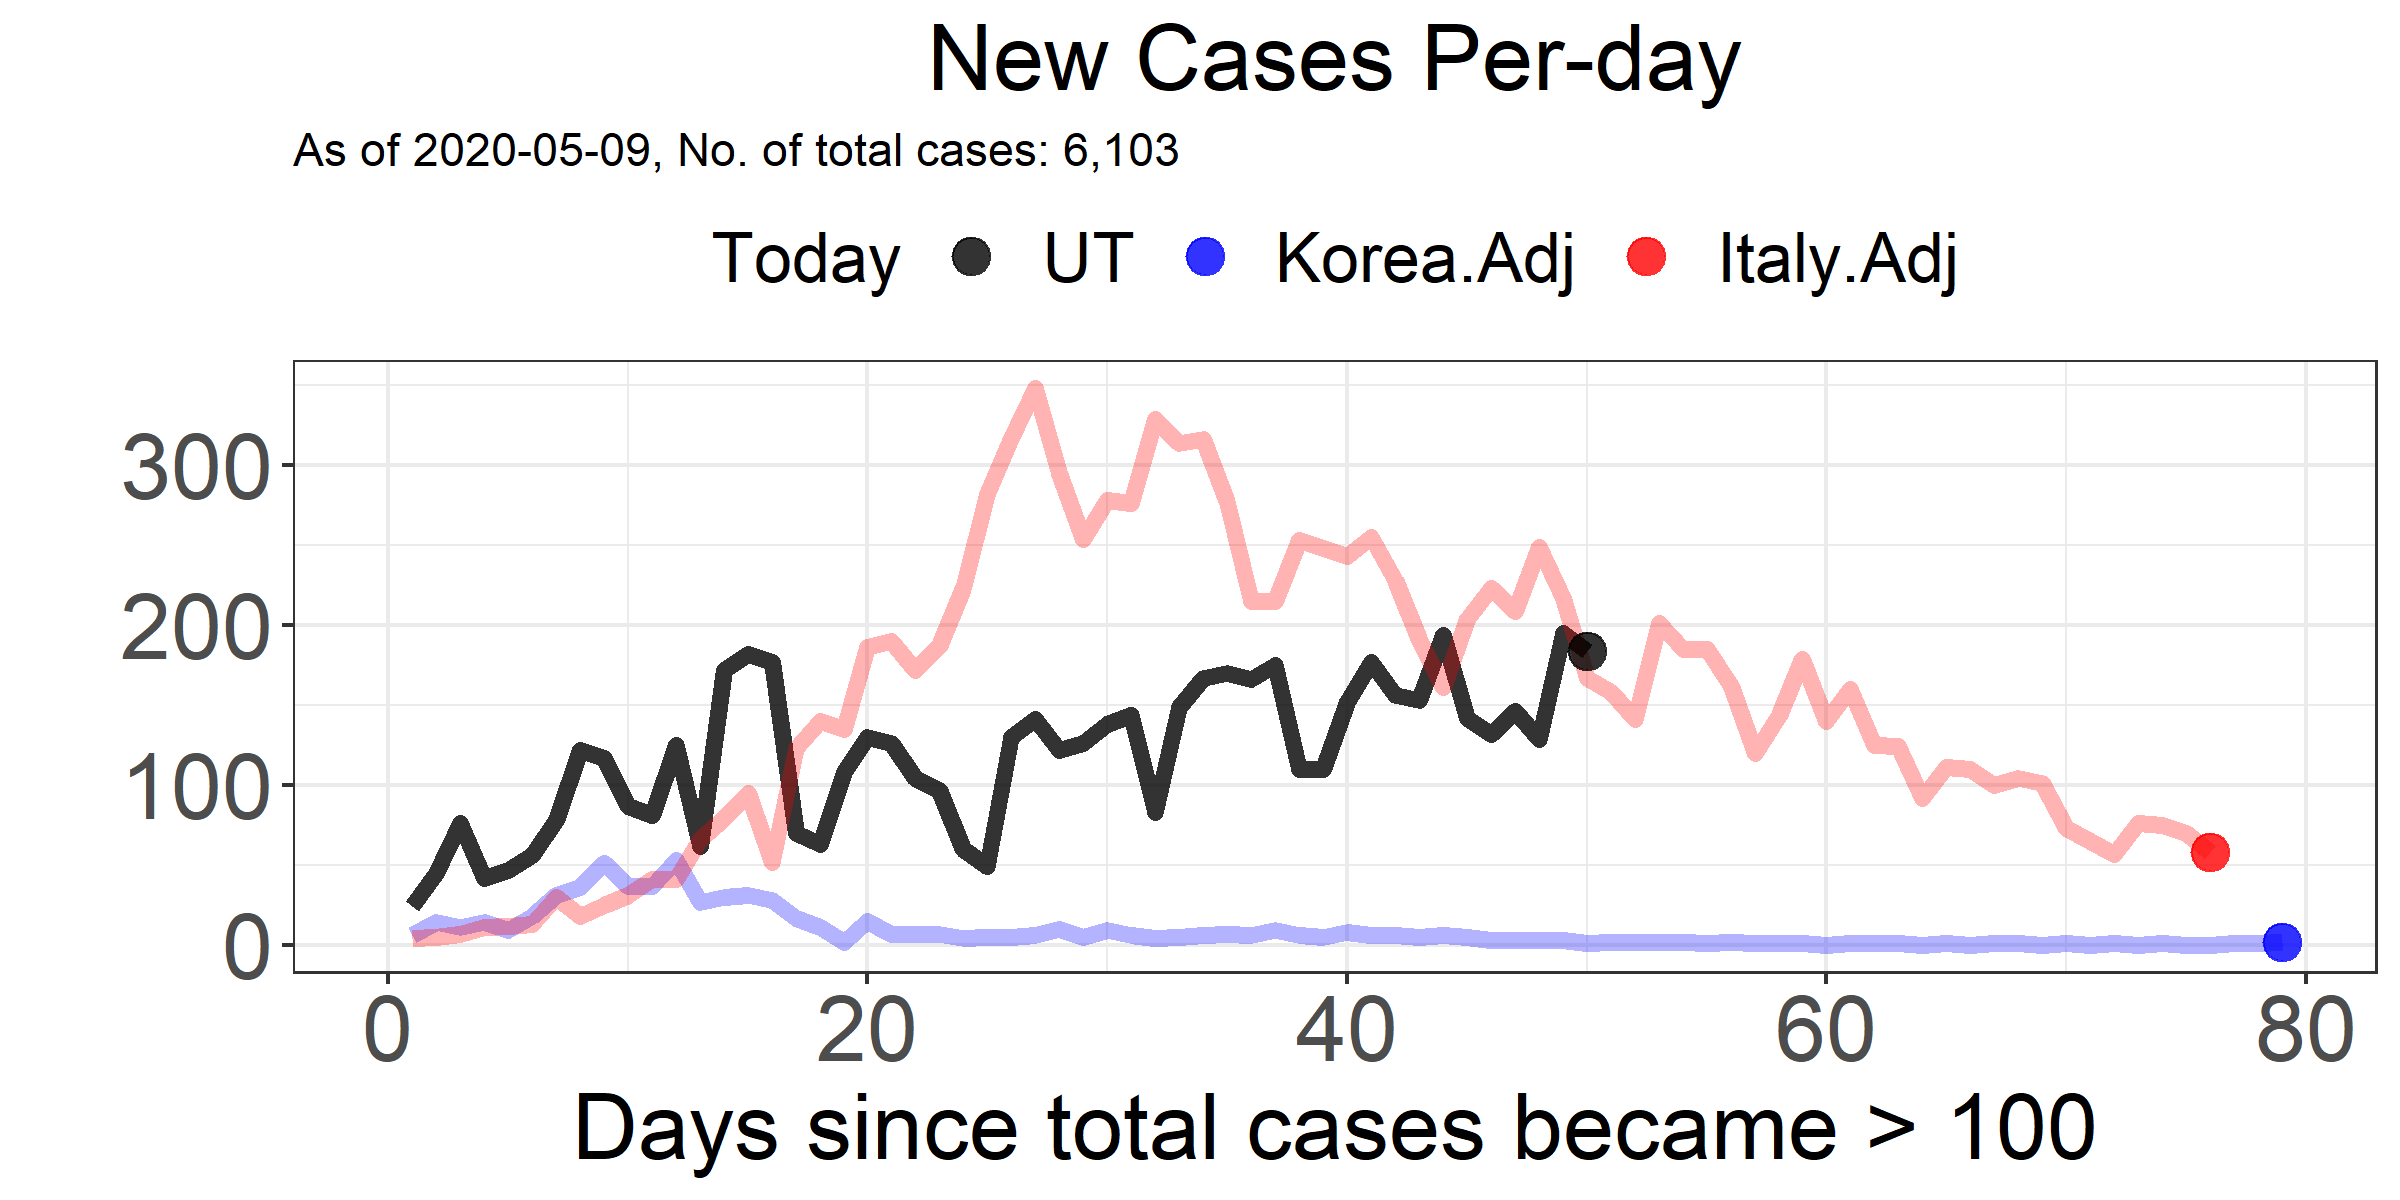 New Cases Per-day
As of 2020-05-09, No. of total cases: 6,103
Today UT Korea.Adj Italy.Adj
300
200
100
0
0 20 40 60 80
Days since total cases became > 100